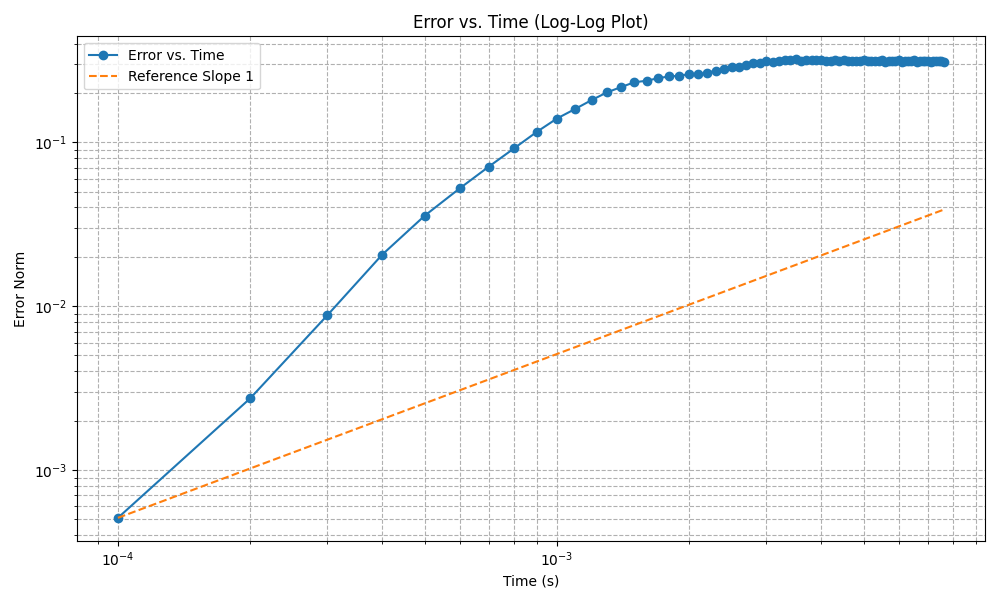 Error vs. Time (Log-Log Plot)
Error vs. Time
Reference Slope 1
Error Norm
10⁻¹
10⁻²
10⁻³
10⁻⁴
10⁻³
Time (s)